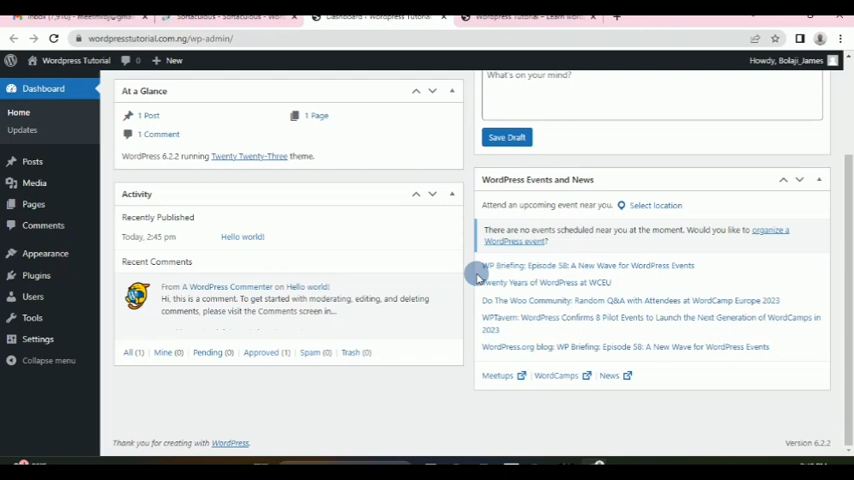 Dashboard - Wordpress Tutorial
Wordpress Tutorial - Learn
wordpresstutorial.com.ng/wp-admin/
WordPress Tutorial 0 New Howdy, Bolaji_James
Dashboard
Home
Updates
Posts
Media
Pages
Comments
Appearance
Plugins
Users
Tools
Settings
Collapse menu
At a Glance
1 Post 1 Page
1 Comment
WordPress 6.2.2 running Twenty Twenty-Three theme.
Activity
Recently Published
Today, 2:45 pm Hello world!
Recent Comments
From A WordPress Commenter on Hello world!
Hi, this is a comment. To get started with moderating, editing, and deleting
comments, please visit the Comments screen in...
All (1) | Mine (0) | Pending (0) | Approved (1) | Spam (0) | Trash (0)
What's on your mind?
Save Draft
WordPress Events and News
Attend an upcoming event near you. Select location
There are no events scheduled near you at the moment. Would you like to organize a
WordPress event?
WP Briefing: Episode 58: A New Wave for WordPress Events
Twenty Years of WordPress at WCEU
Do The Woo Community: Random Q&A with Attendees at WordCamp Europe 2023
WPTavern: WordPress Confirms 8 Pilot Events to Launch the Next Generation of WordCamps in
2023
WordPress.org blog: WP Briefing: Episode 58: A New Wave for WordPress Events
Meetups | WordCamps | News
Thank you for creating with WordPress.
Version 6.2.2